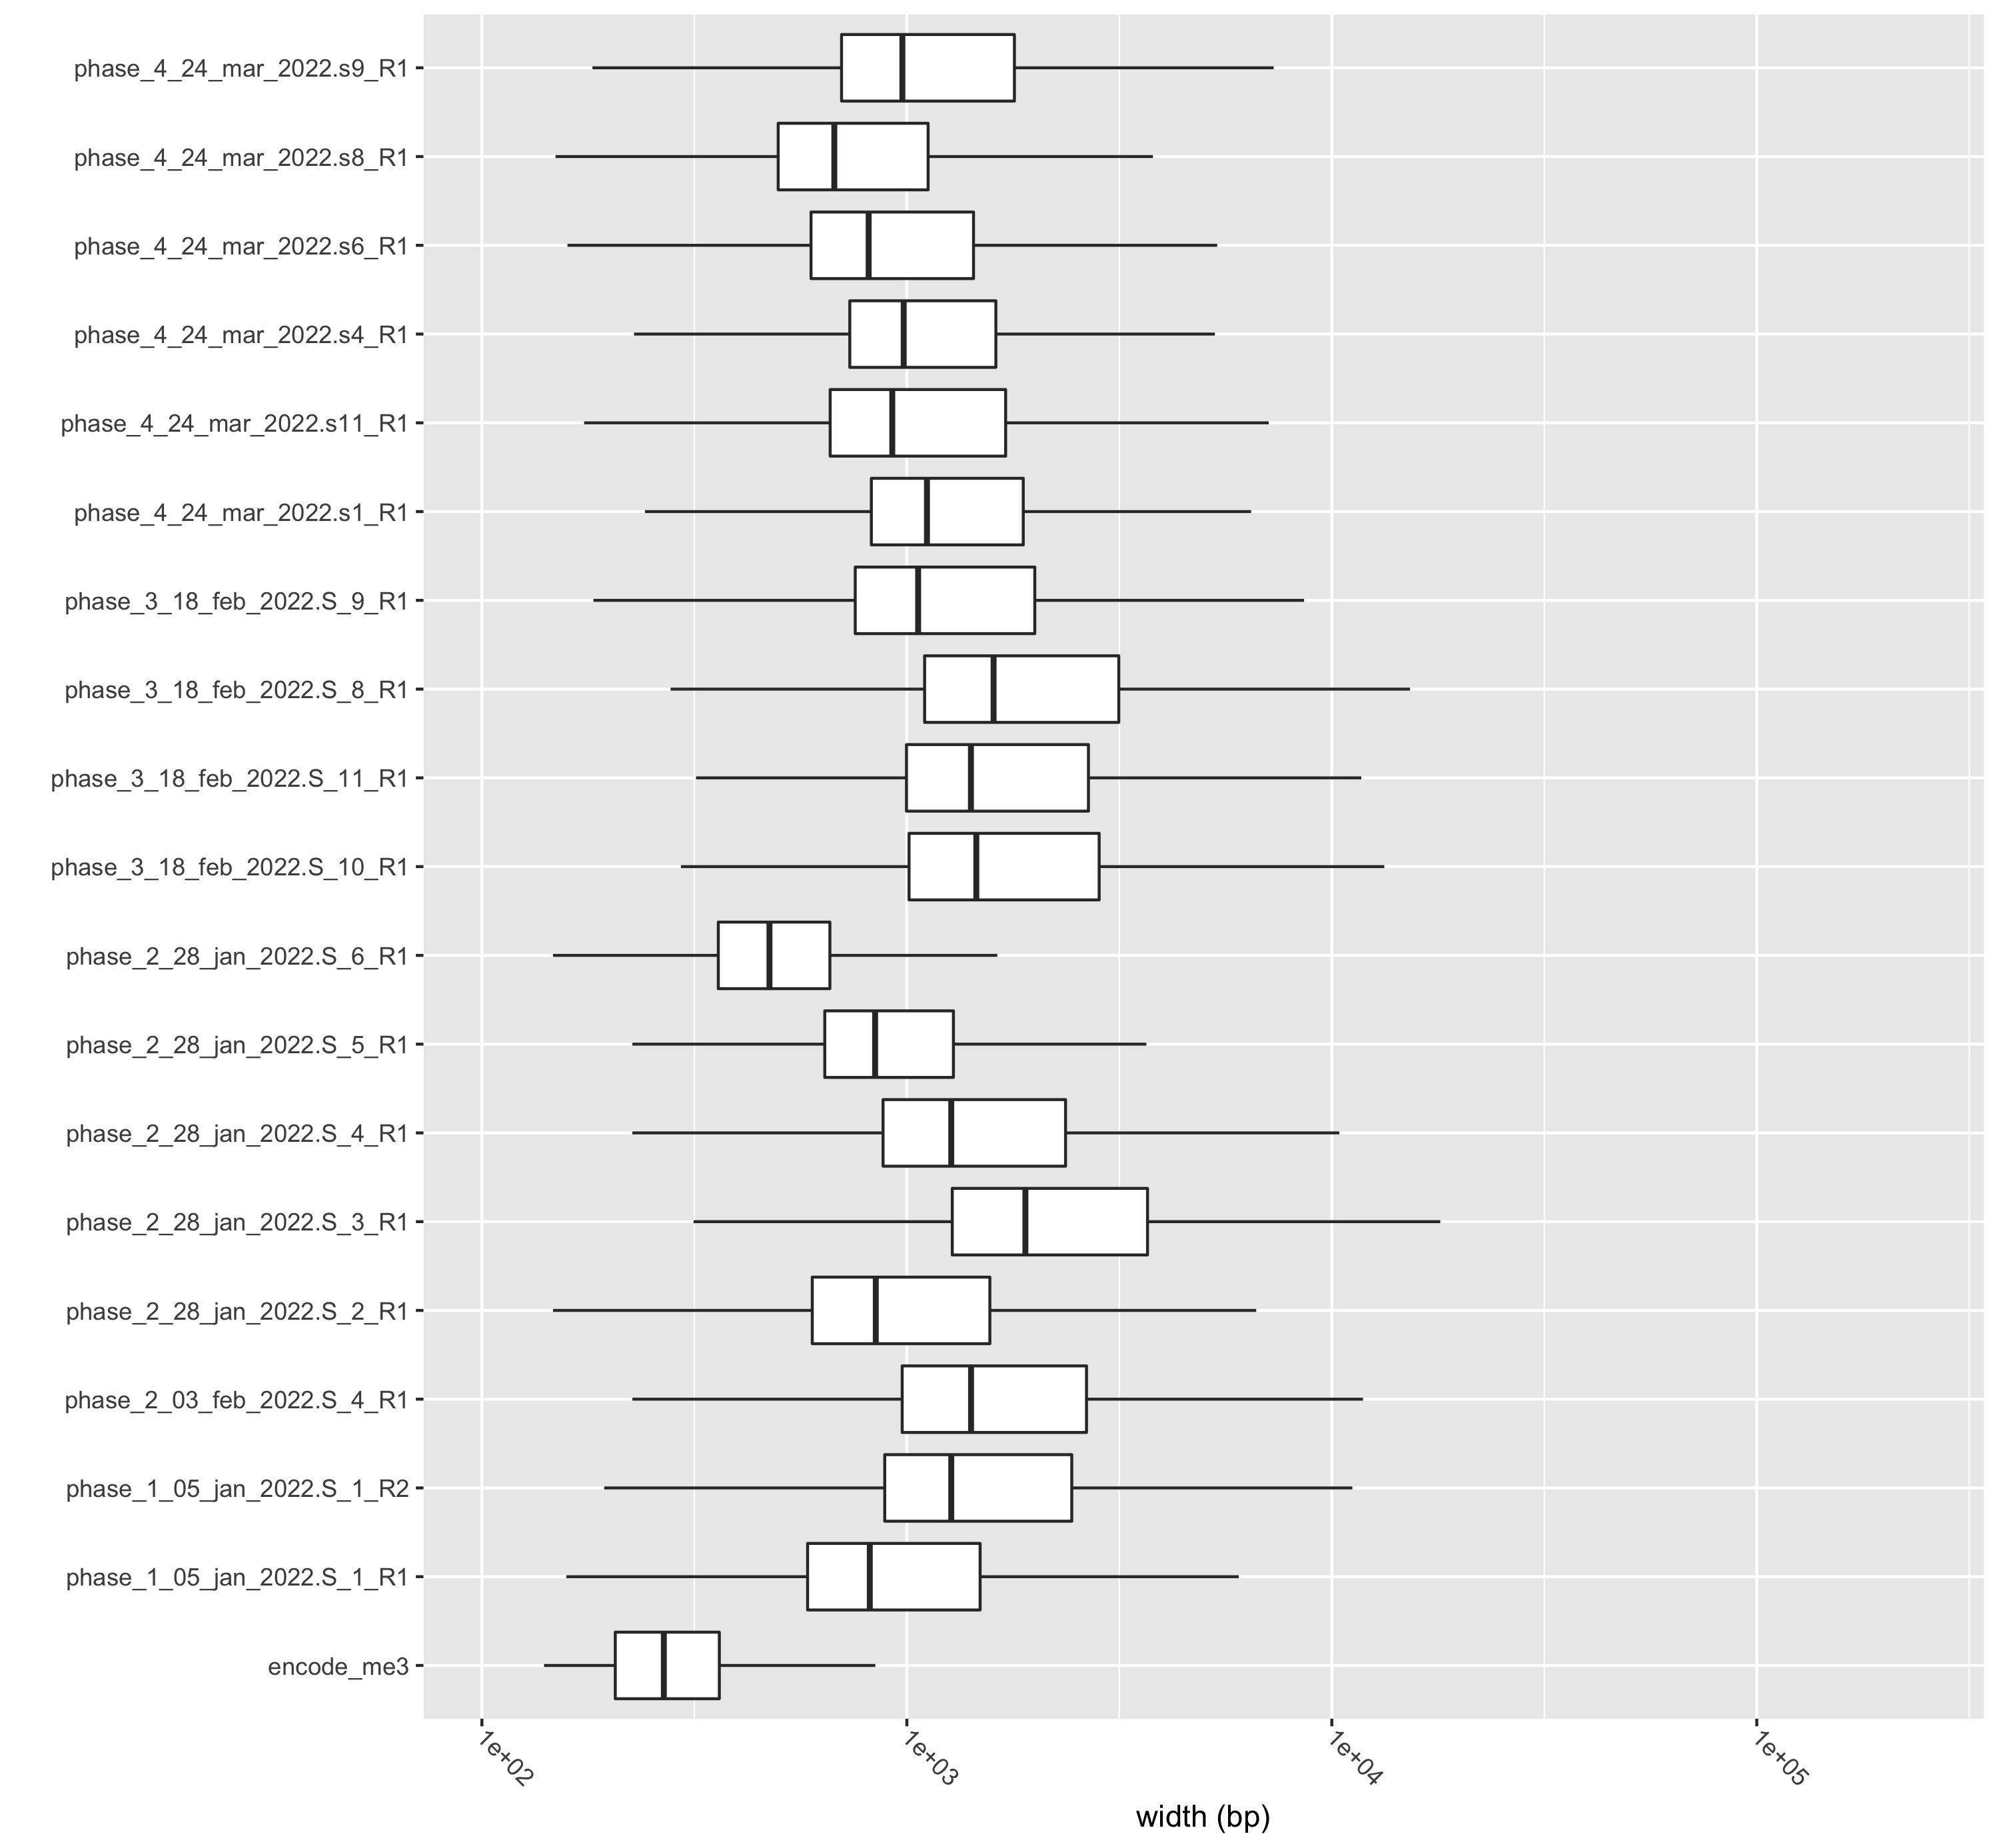 phase_4_24_mar_2022.s9_R1
phase_4_24_mar_2022.s8_R1
phase_4_24_mar_2022.s6_R1
phase_4_24_mar_2022.s4_R1
phase_4_24_mar_2022.s11_R1
phase_4_24_mar_2022.s1_R1
phase_3_18_feb_2022.S_9_R1
phase_3_18_feb_2022.S_8_R1
phase_3_18_feb_2022.S_11_R1
phase_3_18_feb_2022.S_10_R1
phase_2_28_jan_2022.S_6_R1
phase_2_28_jan_2022.S_5_R1
phase_2_28_jan_2022.S_4_R1
phase_2_28_jan_2022.S_3_R1
phase_2_28_jan_2022.S_2_R1
phase_2_03_feb_2022.S_4_R1
phase_1_05_jan_2022.S_1_R2
phase_1_05_jan_2022.S_1_R1
encode_me3
1e+02 1e+03 1e+04 1e+05
width (bp)